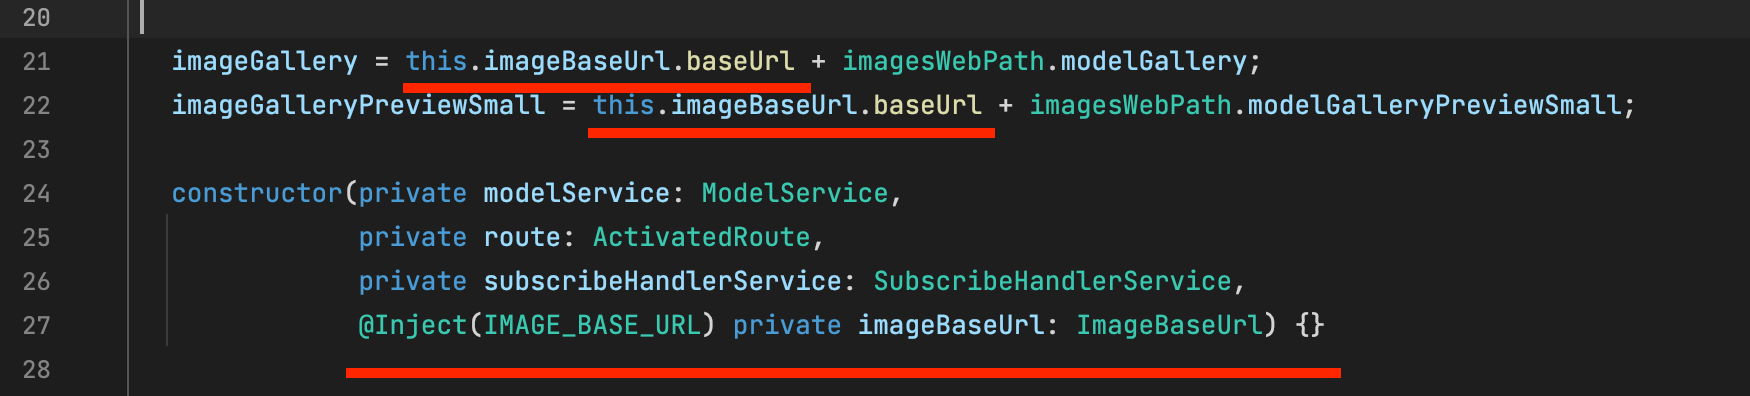 20
21 imageGallery = this.imageBaseUrl.baseUrl + imagesWebPath.modelGallery;
22 imageGalleryPreviewSmall = this.imageBaseUrl.baseUrl + imagesWebPath.modelGalleryPreviewSmall;
23
24 constructor(private modelService: ModelService,
25 private route: ActivatedRoute,
26 private subscribeHandlerService: SubscribeHandlerService,
27 @Inject(IMAGE_BASE_URL) private imageBaseUrl: ImageBaseUrl) {}
28